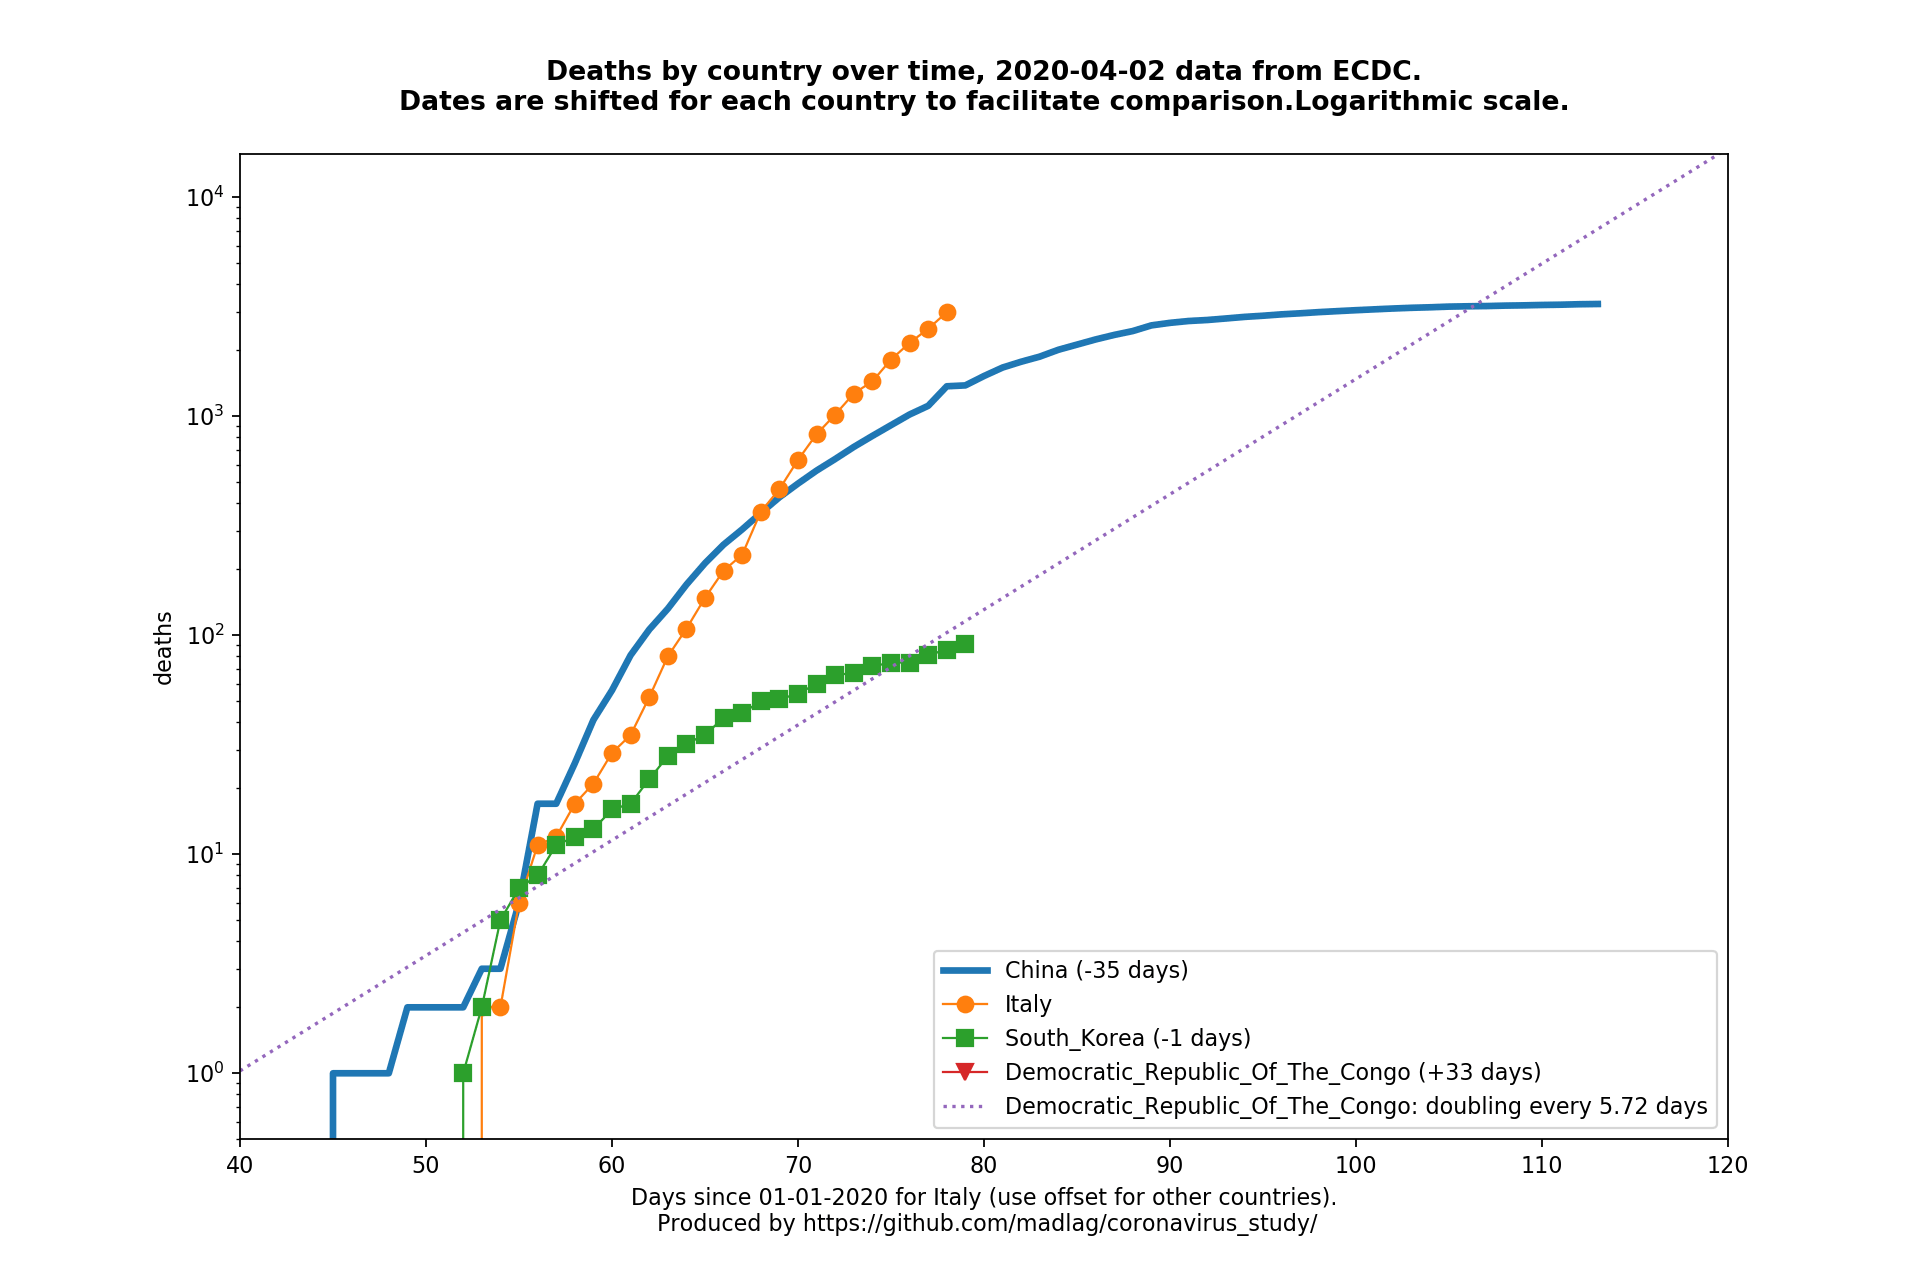 Deaths by country over time, 2020-04-02 data from ECDC.
Dates are shifted for each country to facilitate comparison.Logarithmic scale.
10^4
10^3
10^2
10^1
10^0
deaths
China (-35 days)
Italy
South_Korea (-1 days)
Democratic_Republic_Of_The_Congo (+33 days)
Democratic_Republic_Of_The_Congo: doubling every 5.72 days
40 50 60 70 80 90 100 110 120
Days since 01-01-2020 for Italy (use offset for other countries).
Produced by https://github.com/madlag/coronavirus_study/